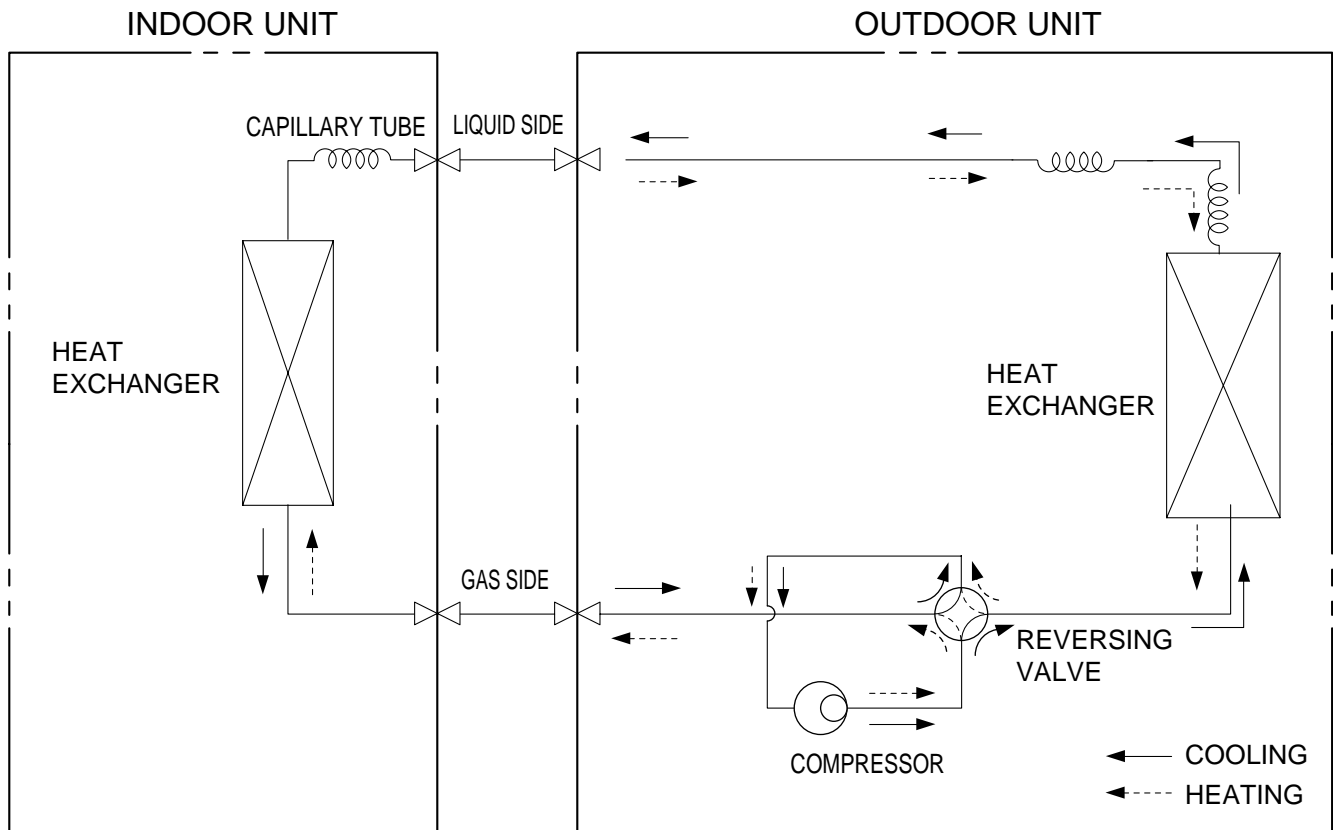 INDOOR UNIT
OUTDOOR UNIT
CAPILLARY TUBE
LIQUID SIDE
HEAT
EXCHANGER
HEAT
EXCHANGER
GAS SIDE
REVERSING
VALVE
COMPRESSOR
COOLING
HEATING